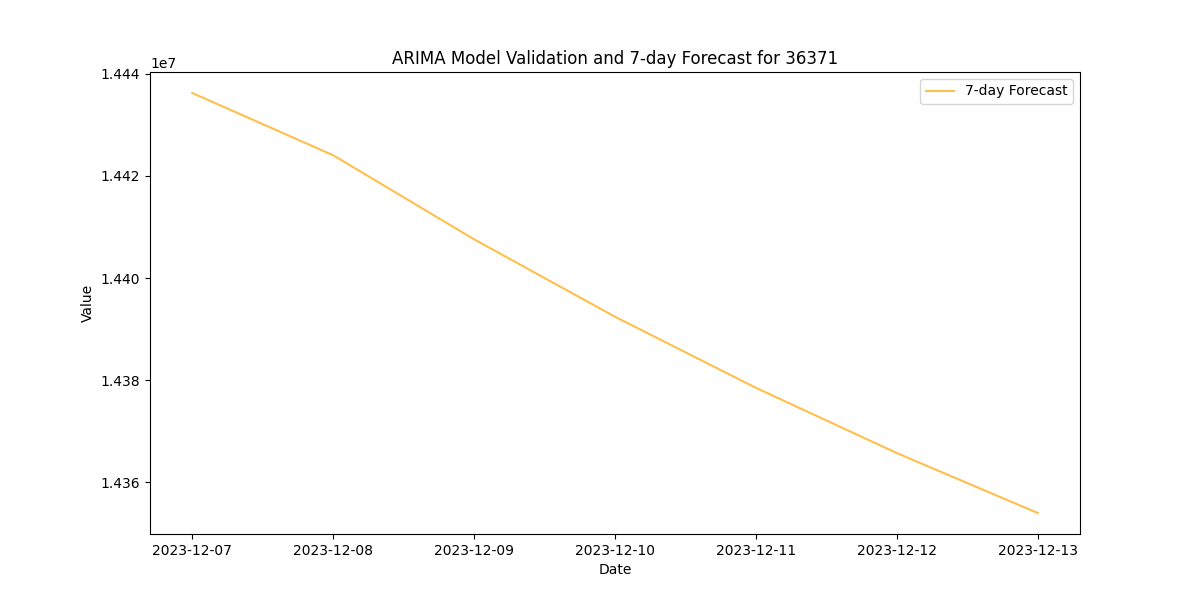 ARIMA Model Validation and 7-day Forecast for 36371
1e7
7-day Forecast
1.444
1.442
1.440
1.438
1.436
Value
2023-12-07 2023-12-08 2023-12-09 2023-12-10 2023-12-11 2023-12-12 2023-12-13
Date